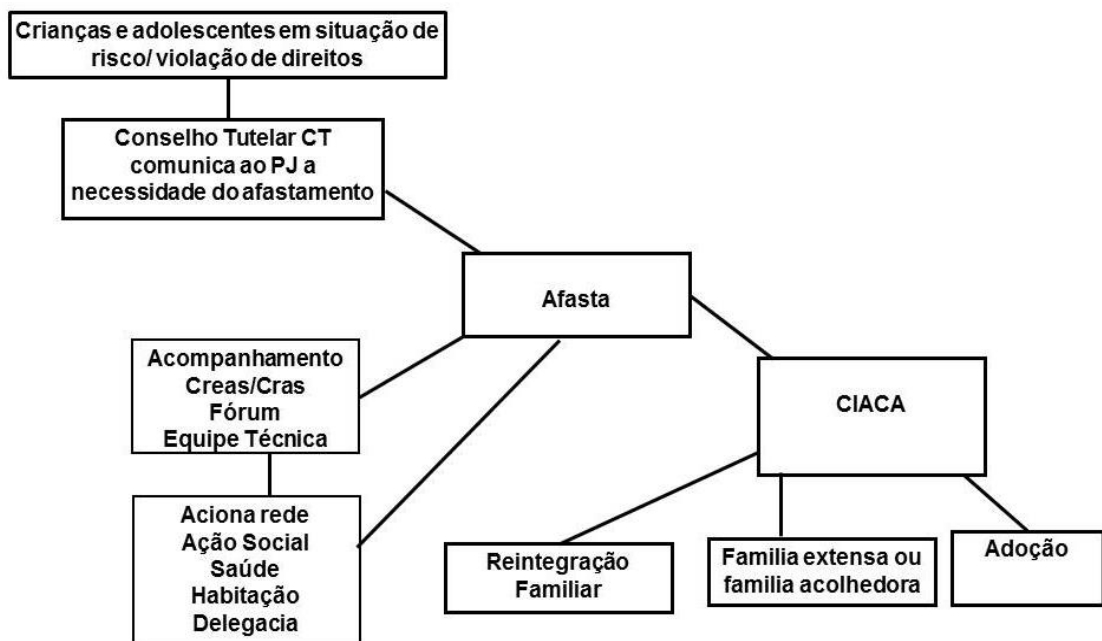 Crianças e adolescentes em situação de
risco/ violação de direitos
Conselho Tutelar CT
comunica ao PJ a
necessidade do afastamento
Afasta
Acompanhamento
Creas/Cras
Fórum
Equipe Técnica
CIACA
Aciona rede
Ação Social
Saúde
Habitação
Delegacia
Reintegração
Familiar
Familia extensa ou
familia acolhedora
Adoção